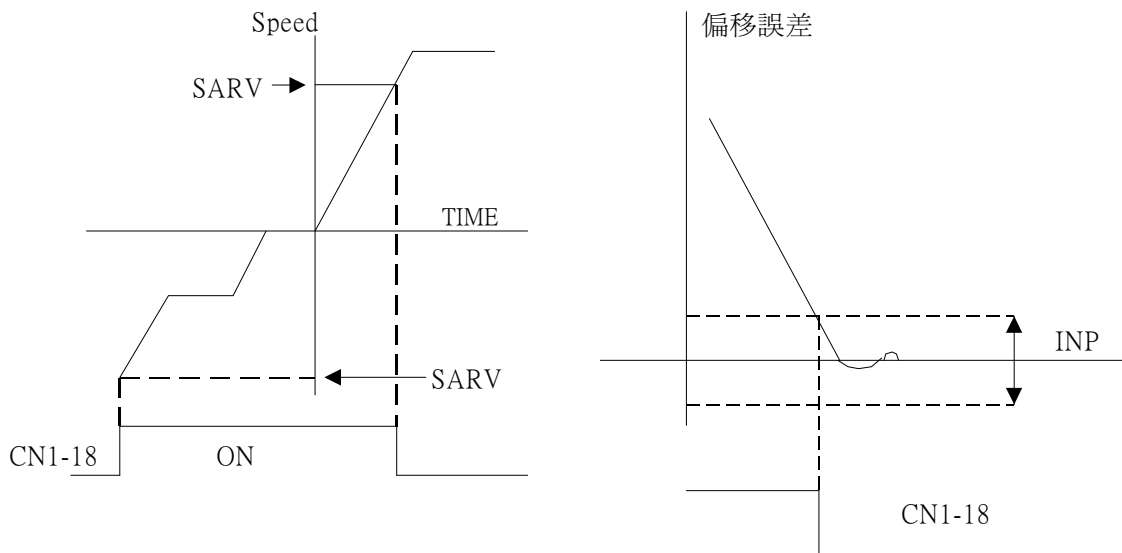 Speed
SARV
TIME
SARV
CN1-18 ON
偏移誤差
INP
CN1-18